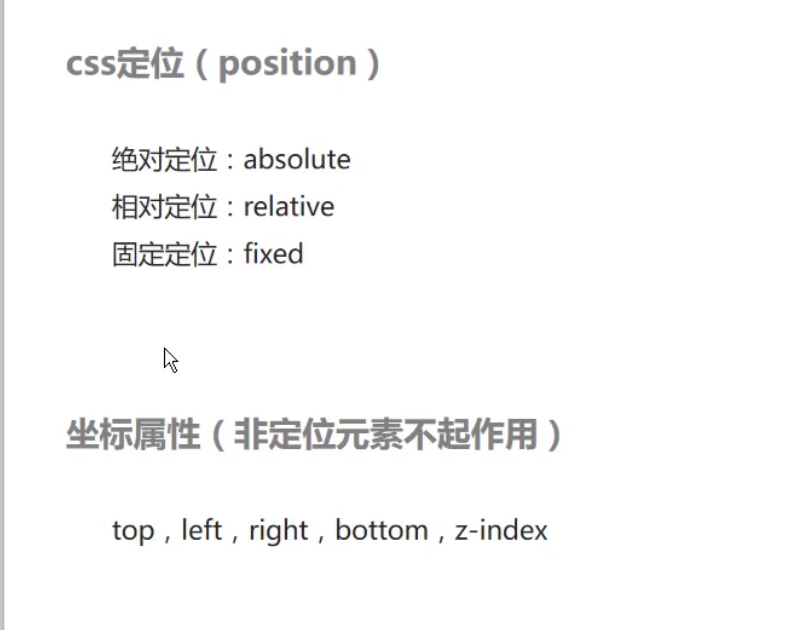 css定位（position）
绝对定位：absolute
相对定位：relative
固定定位：fixed
坐标属性（非定位元素不起作用）
top，left，right，bottom，z-index